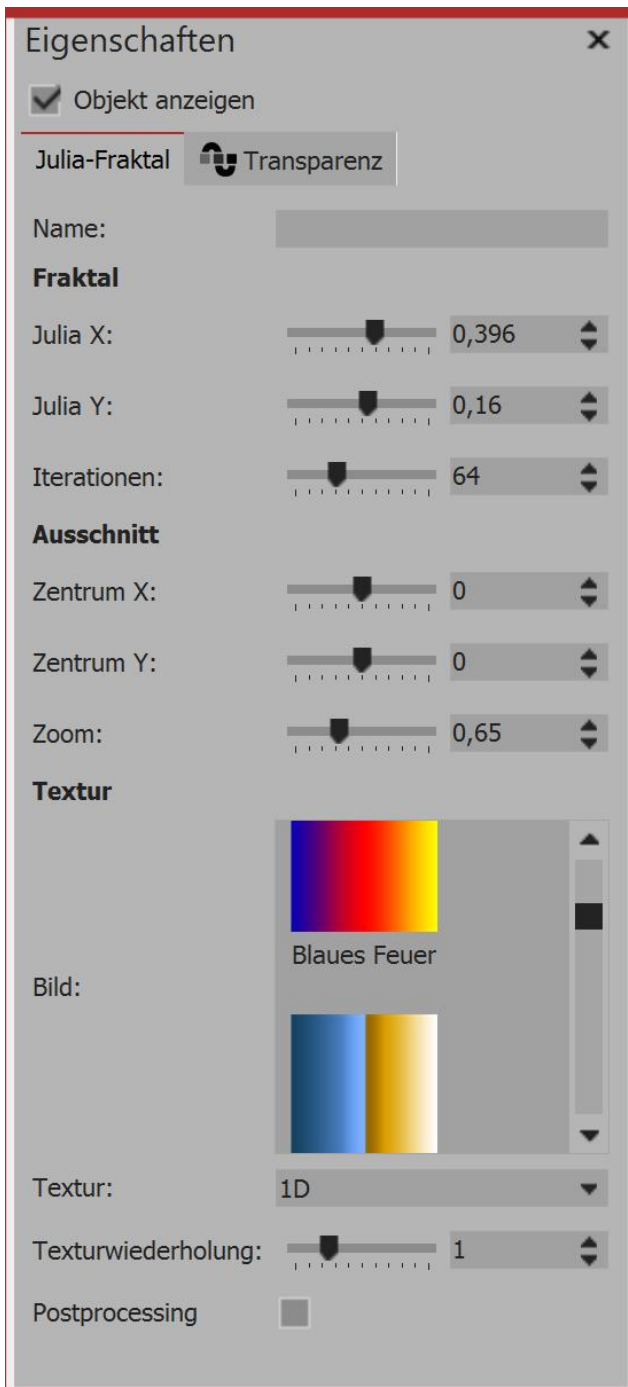 Eigenschaften
Objekt anzeigen
Julia-Fraktal Transparenz
Name:
Fraktal
Julia X: 0,396
Julia Y: 0,16
Iterationen: 64
Ausschnitt
Zentrum X: 0
Zentrum Y: 0
Zoom: 0,65
Textur
Blaues Feuer
Bild:
Textur: 1D
Texturwiederholung: 1
Postprocessing